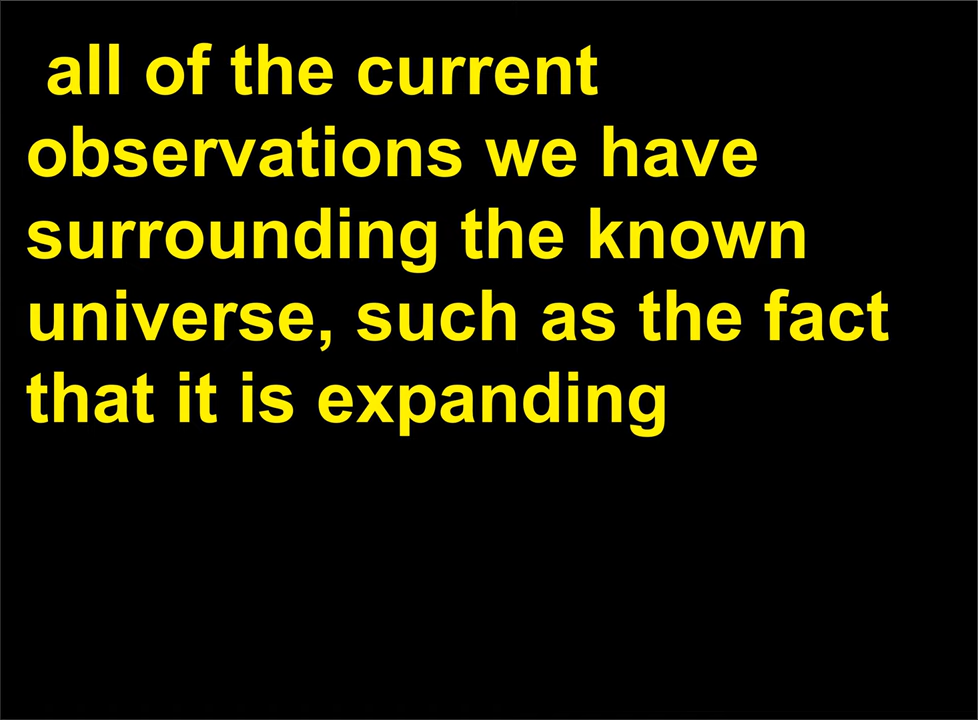 all of the current
observations we have
surrounding the known
universe, such as the fact
that it is expanding